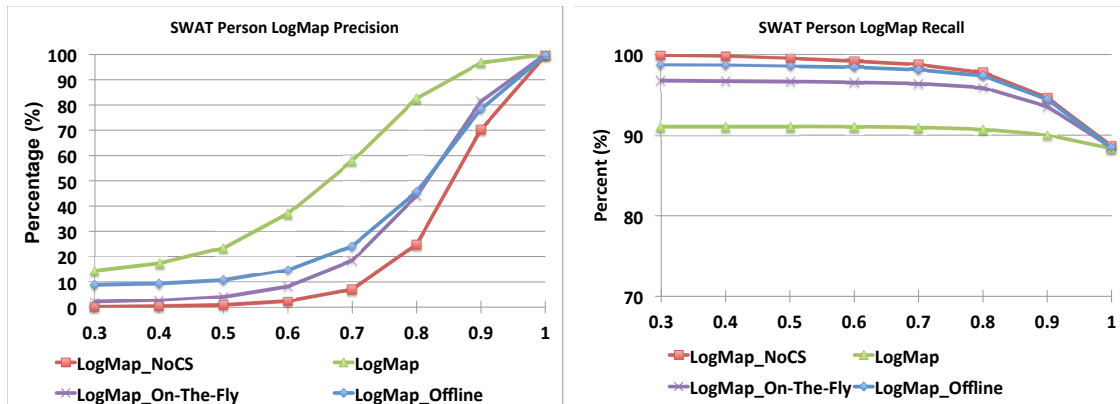 SWAT Person LogMap Precision
Percentage (%)
100
90
80
70
60
50
40
30
20
10
0
0.3 0.4 0.5 0.6 0.7 0.8 0.9 1
LogMap_NoCS LogMap
LogMap_On-The-Fly LogMap_Offline
SWAT Person LogMap Recall
Percent (%)
100
90
80
70
0.3 0.4 0.5 0.6 0.7 0.8 0.9 1
LogMap_NoCS LogMap
LogMap_On-The-Fly LogMap_Offline